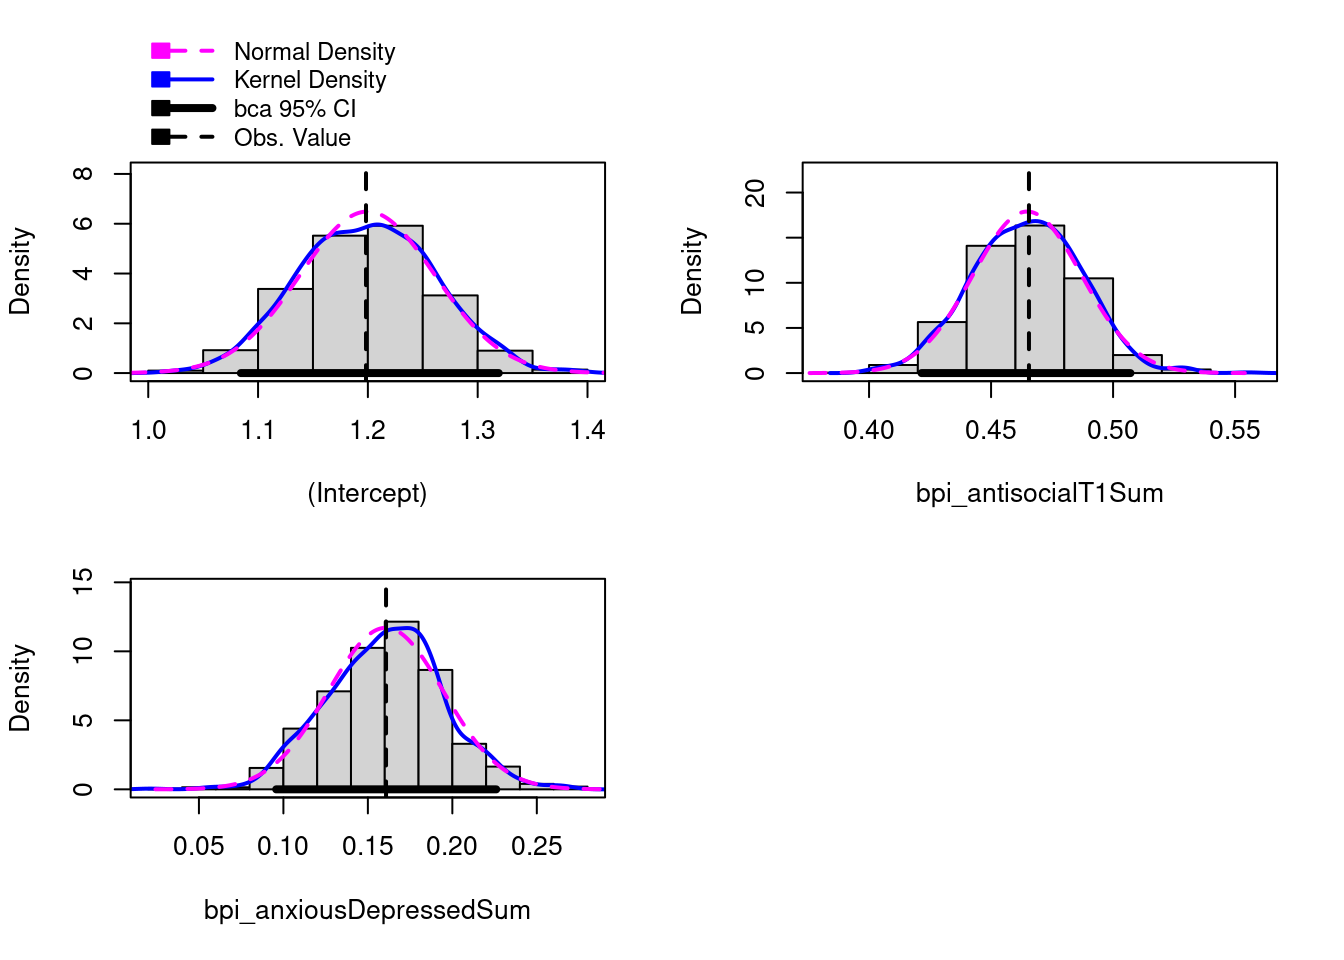 Normal Density
Kernel Density
bca 95% CI
Obs. Value
Density
0 2 4 6 8
1.0 1.1 1.2 1.3 1.4
(Intercept)
Density
0 5 10 20
0.40 0.45 0.50 0.55
bpi_antisocialT1Sum
Density
0 5 10 15
0.05 0.10 0.15 0.20 0.25
bpi_anxiousDepressedSum